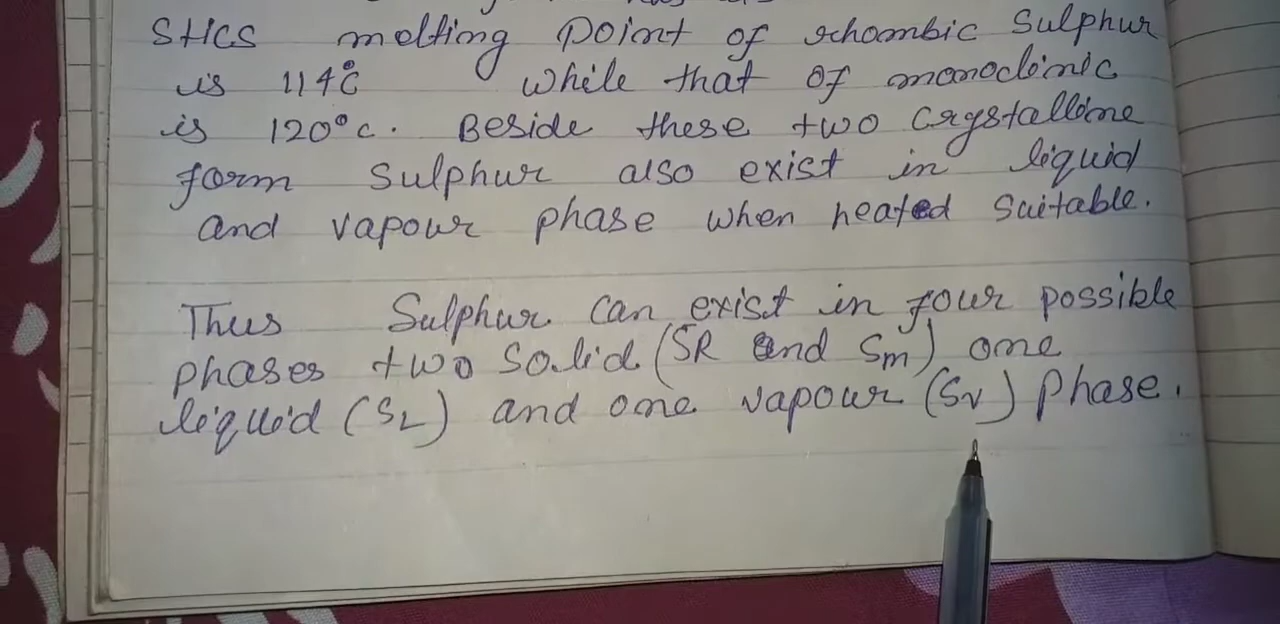 STICS melting point of rhombic Sulphur
is 114°C while that of monoclinic
is 120°c. Beside these two crystalline
form Sulphur also exist in liquid
and vapour phase when heated Suitable.
Thus Sulphur can exist in four possible
phases two Solid (SR and Sm) one
liquid (SL) and one vapour (Sv) phase.